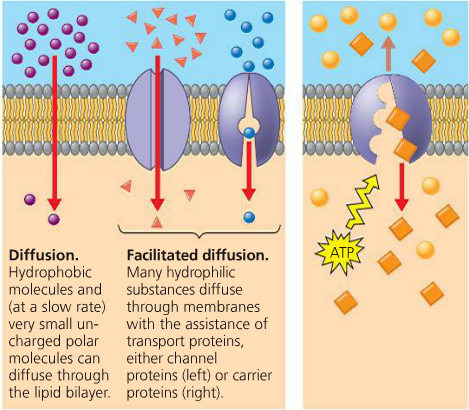 Diffusion.
Hydrophobic
molecules and
(at a slow rate)
very small un-
charged polar
molecules can
diffuse through
the lipid bilayer.
Facilitated diffusion.
Many hydrophilic
substances diffuse
through membranes
with the assistance of
transport proteins,
either channel
proteins (left) or carrier
proteins (right).
ATP